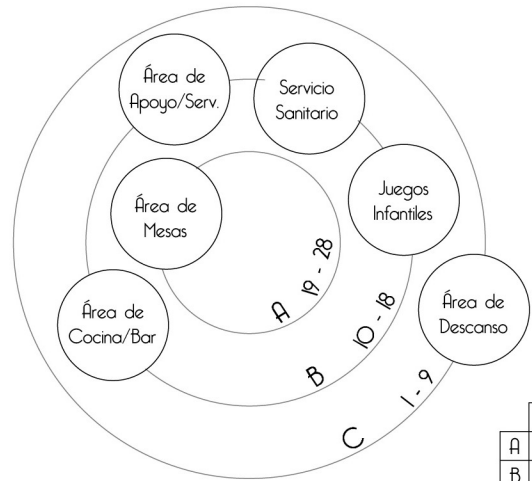 Área de
Apoyo/Serv.
Servicio
Sanitario
Área de
Mesas
Juegos
Infantiles
Área de
Cocina/Bar
Área de
Descanso
A 19 - 28
B 10 - 18
C 1 - 9
A
B